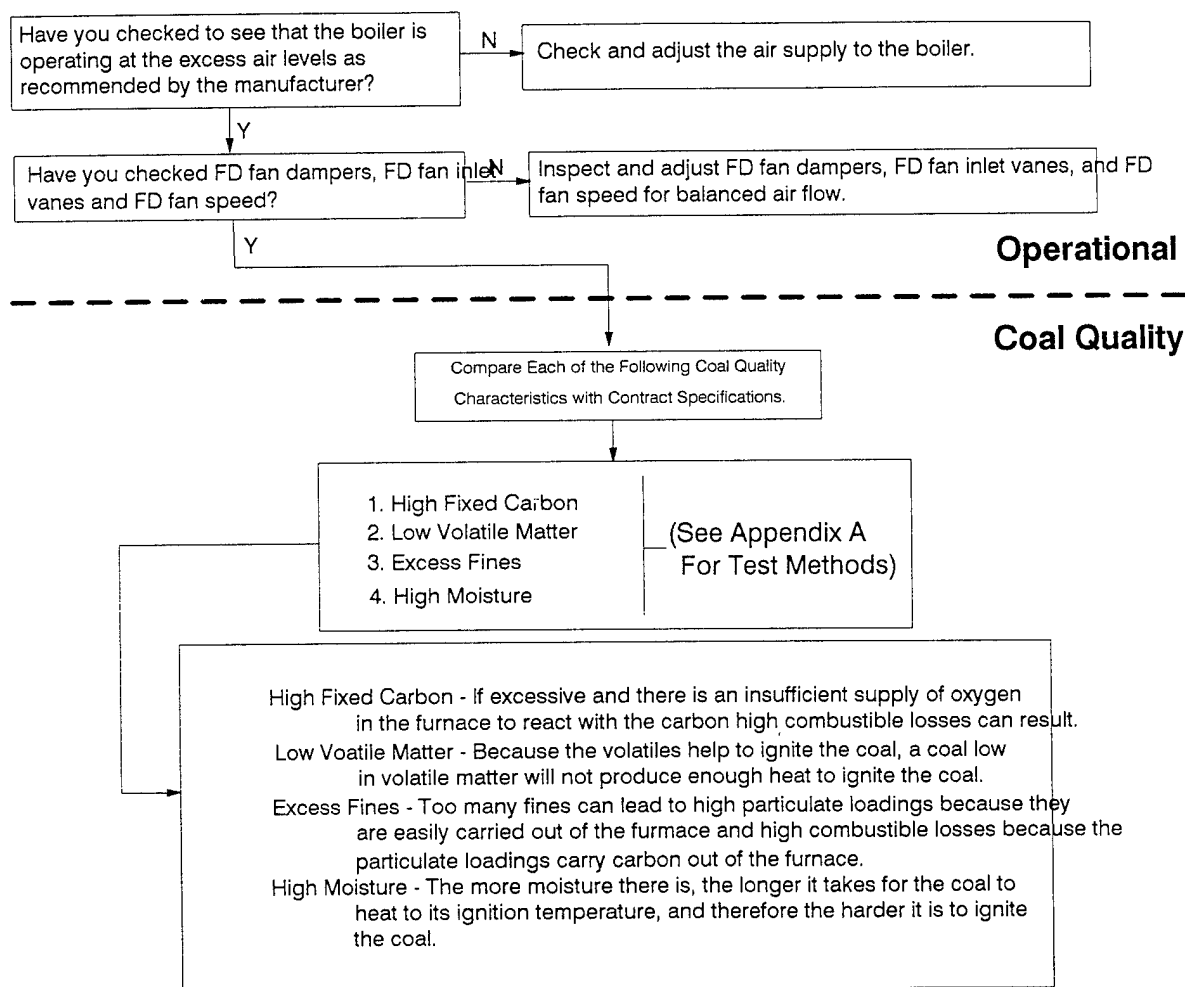 Have you checked to see that the boiler is
operating at the excess air levels as
recommended by the manufacturer?
N
Check and adjust the air supply to the boiler.
Y
Have you checked FD fan dampers, FD fan inlet
vanes and FD fan speed?
N
Inspect and adjust FD fan dampers, FD fan inlet vanes, and FD
fan speed for balanced air flow.
Y
Operational
Coal Quality
Compare Each of the Following Coal Quality
Characteristics with Contract Specifications.
1. High Fixed Carbon
2. Low Volatile Matter
3. Excess Fines
4. High Moisture
(See Appendix A
For Test Methods)
High Fixed Carbon - If excessive and there is an insufficient supply of oxygen
in the furnace to react with the carbon high combustible losses can result.
Low Voatile Matter - Because the volatiles help to ignite the coal, a coal low
in volatile matter will not produce enough heat to ignite the coal.
Excess Fines - Too many fines can lead to high particulate loadings because they
are easily carried out of the furmace and high combustible losses because the
particulate loadings carry carbon out of the furnace.
High Moisture - The more moisture there is, the longer it takes for the coal to
heat to its ignition temperature, and therefore the harder it is to ignite
the coal.